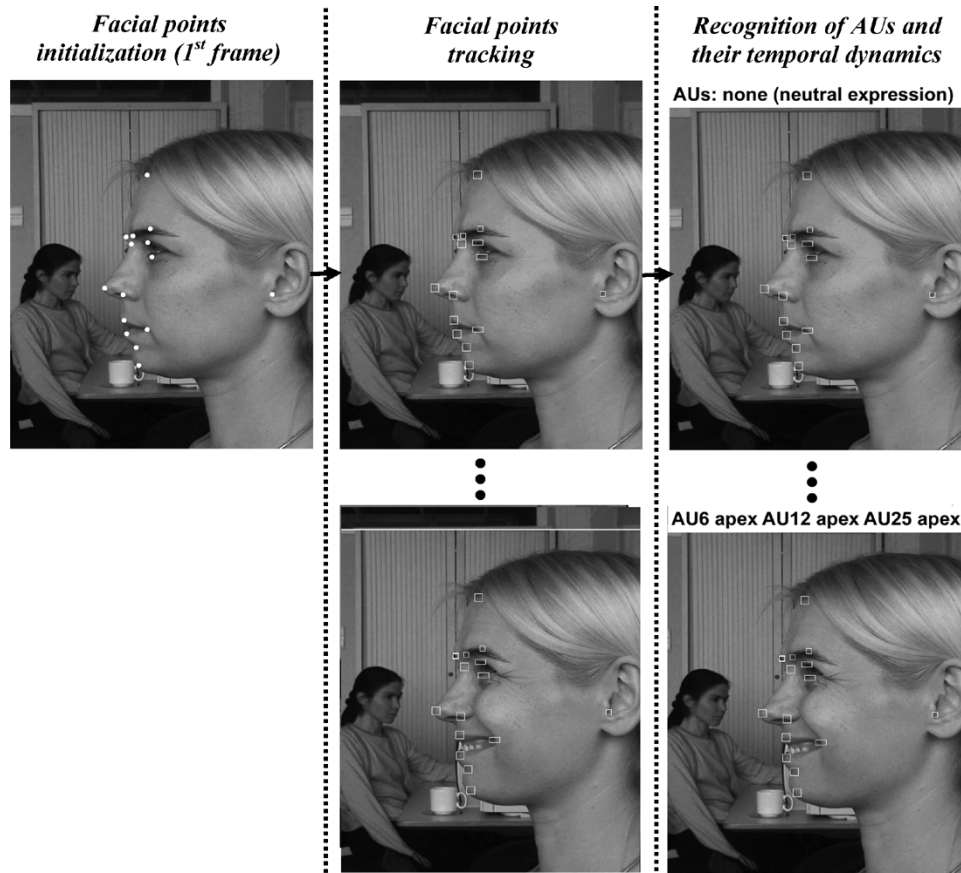 Facial points
initialization (1st frame)
Facial points
tracking
Recognition of AUs and
their temporal dynamics
AUs: none (neutral expression)
AU6 apex AU12 apex AU25 apex